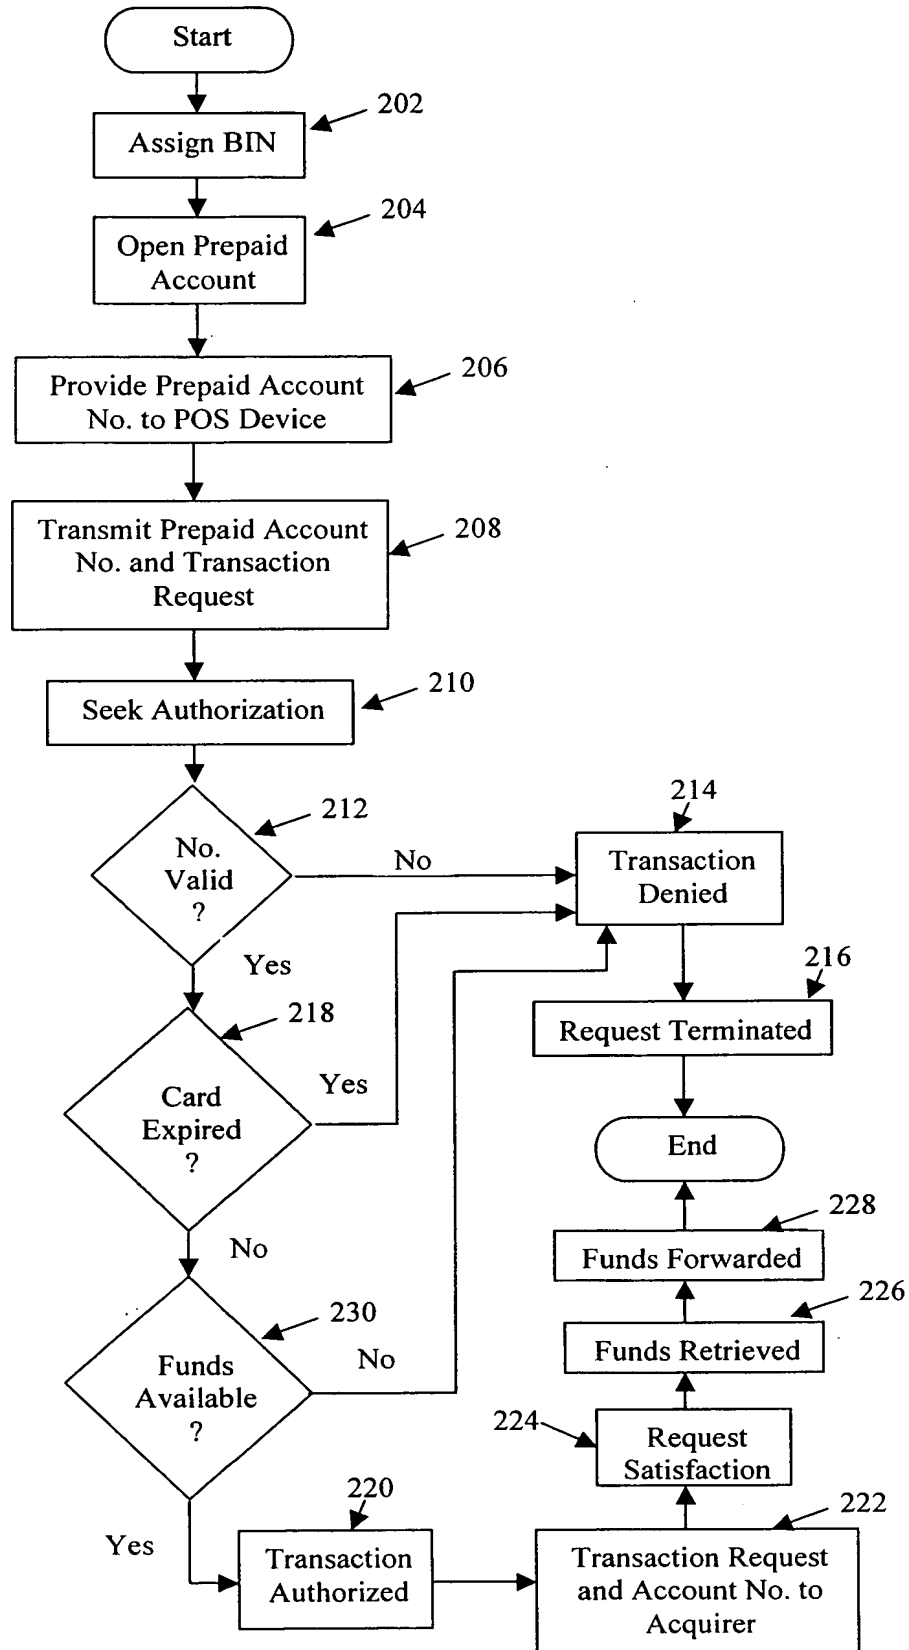 Start
202
Assign BIN
204
Open Prepaid
Account
206
Provide Prepaid Account
No. to POS Device
208
Transmit Prepaid Account
No. and Transaction
Request
210
Seek Authorization
212
No.
Valid
?
No
Yes
214
Transaction
Denied
216
Request Terminated
End
218
Card
Expired
?
Yes
No
230
Funds
Available
?
No
Yes
220
Transaction
Authorized
222
Transaction Request
and Account No. to
Acquirer
224
Request
Satisfaction
226
Funds Retrieved
228
Funds Forwarded